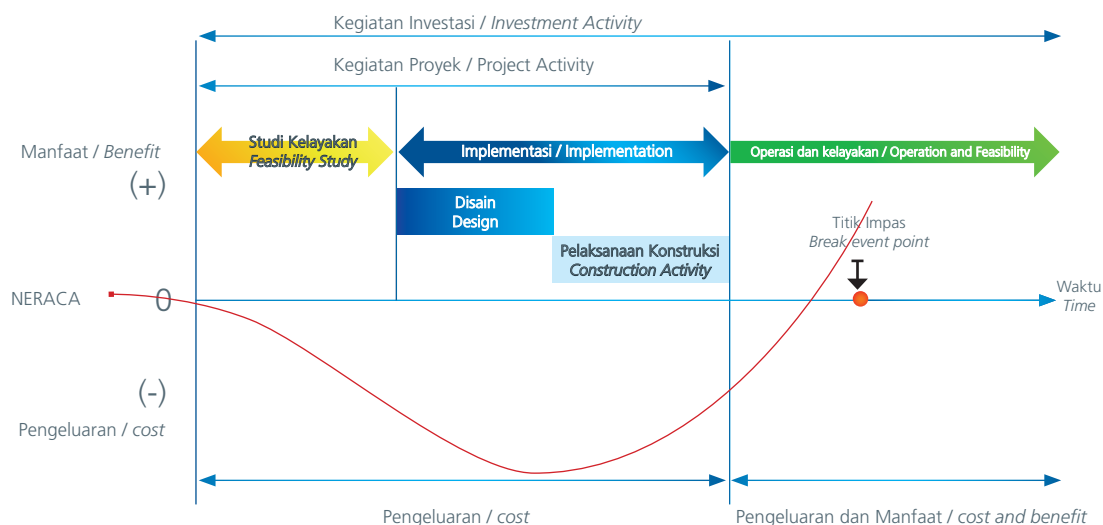 Kegiatan Investasi / Investment Activity
Kegiatan Proyek / Project Activity
Manfaat / Benefit
(+)
Studi Kelayakan
Feasibility Study
Implementasi / Implementation
Operasi dan kelayakan / Operation and Feasibility
Disain
Design
Pelaksanaan Konstruksi
Construction Activity
Titik Impas
Break event point
NERACA
0
Waktu
Time
(-)
Pengeluaran / cost
Pengeluaran / cost
Pengeluaran dan Manfaat / cost and benefit